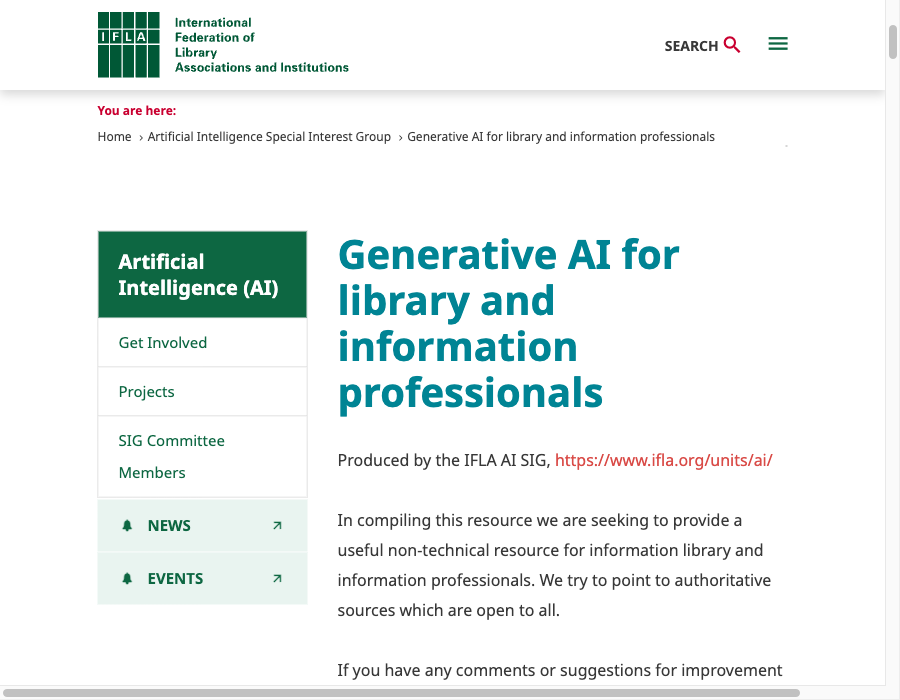 IFLA
International
Federation of
Library
Associations and Institutions
SEARCH
You are here:
Home › Artificial Intelligence Special Interest Group › Generative AI for library and information professionals
Artificial
Intelligence (AI)
Get Involved
Projects
SIG Committee
Members
NEWS
EVENTS
Generative AI for
library and
information
professionals
Produced by the IFLA AI SIG, https://www.ifla.org/units/ai/
In compiling this resource we are seeking to provide a
useful non-technical resource for information library and
information professionals. We try to point to authoritative
sources which are open to all.
If you have any comments or suggestions for improvement